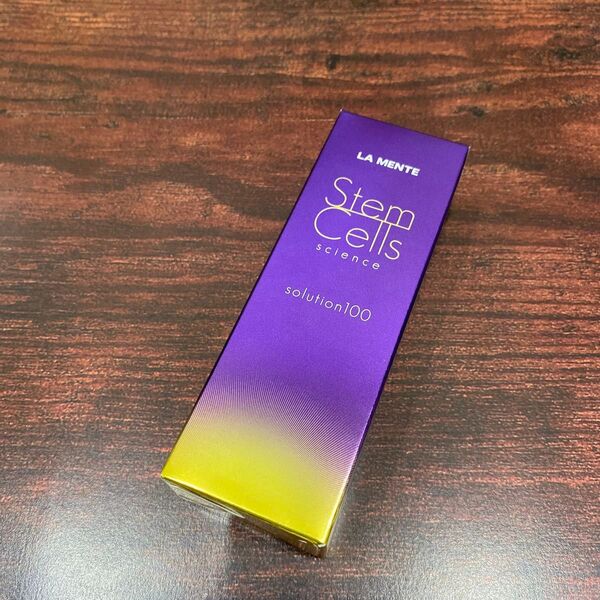 LA MENTE
Stem
Cells
science
solution100